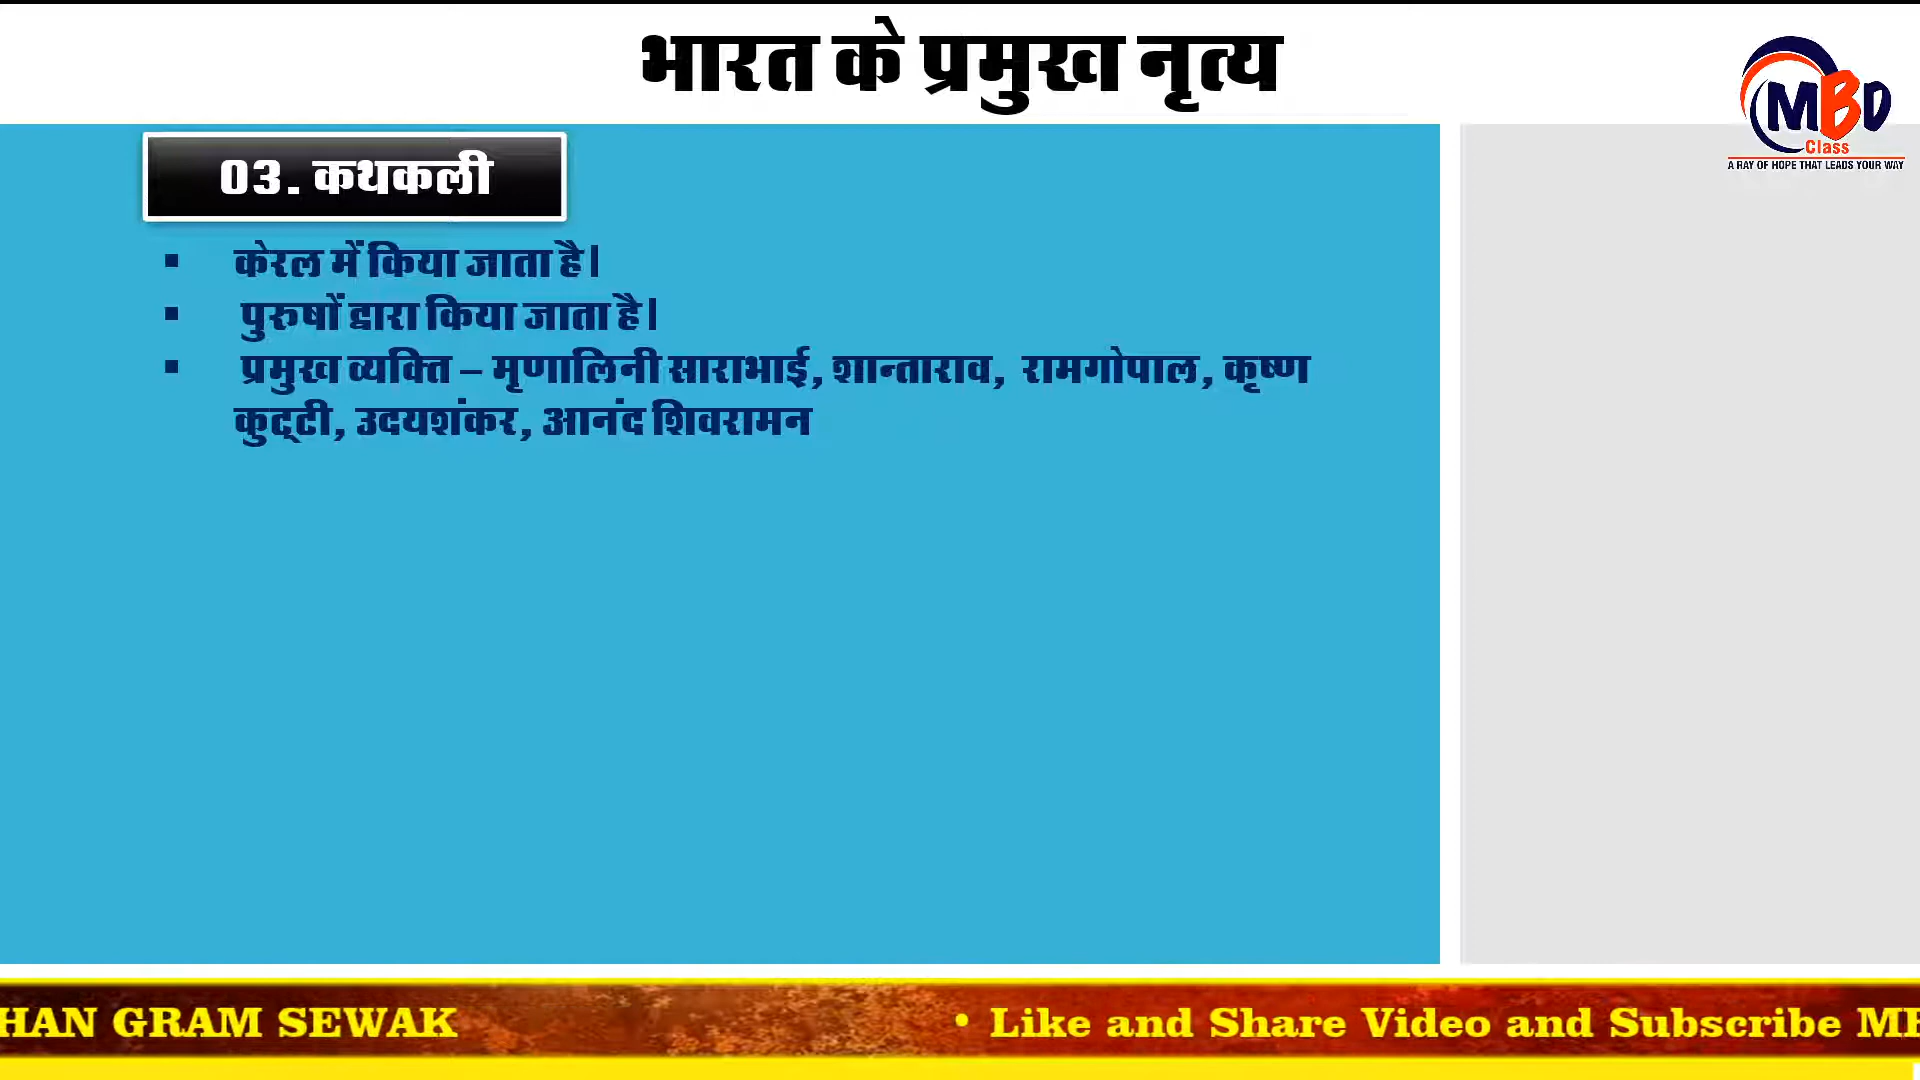 भारत के प्रमुख नृत्य
MBD
Class
A RAY OF HOPE THAT LEADS YOUR WAY
03. कथकली
▪ केरल में किया जाता है।
▪ पुरुषों द्वारा किया जाता है।
▪ प्रमुख व्यक्ति – मृणालिनी साराभाई, शान्ताराव, रामगोपाल, कृष्ण
कुट्टी, उदयशंकर, आनंद शिवरामन
HAN GRAM SEWAK • Like and Share Video and Subscribe MB